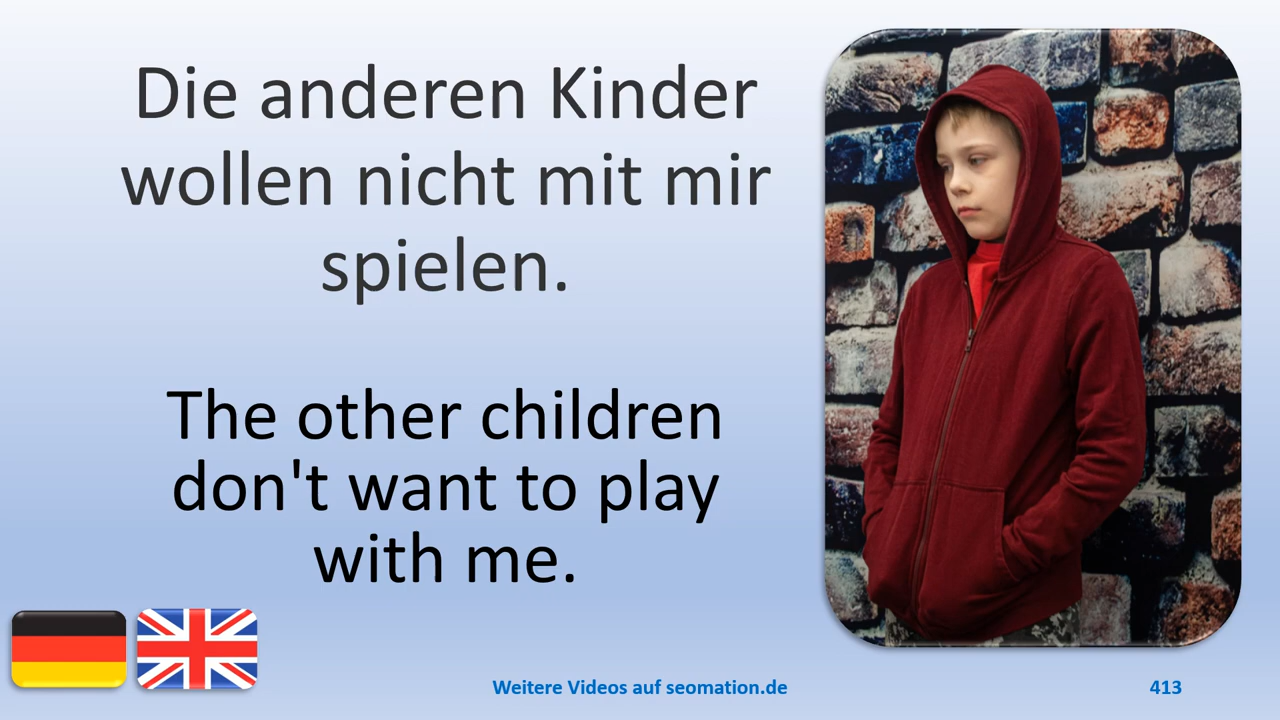 Die anderen Kinder
wollen nicht mit mir
spielen.
The other children
don't want to play
with me.
Weitere Videos auf seomation.de
413